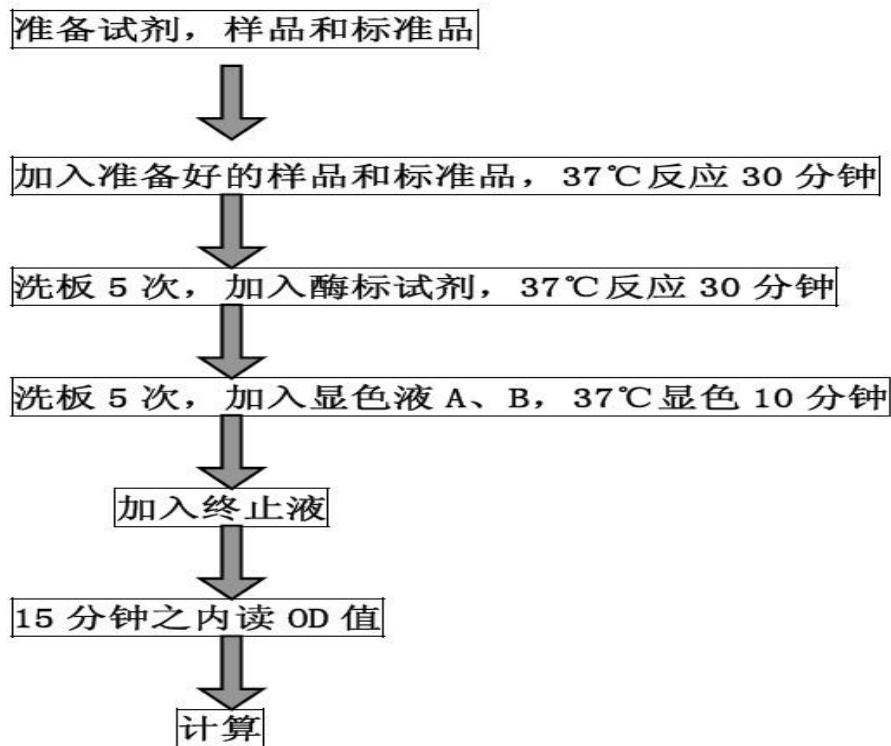 准备试剂，样品和标准品
加入准备好的样品和标准品，37℃反应 30 分钟
洗板 5 次，加入酶标试剂，37℃反应 30 分钟
洗板 5 次，加入显色液 A、B，37℃显色 10 分钟
加入终止液
15 分钟之内读 OD 值
计算